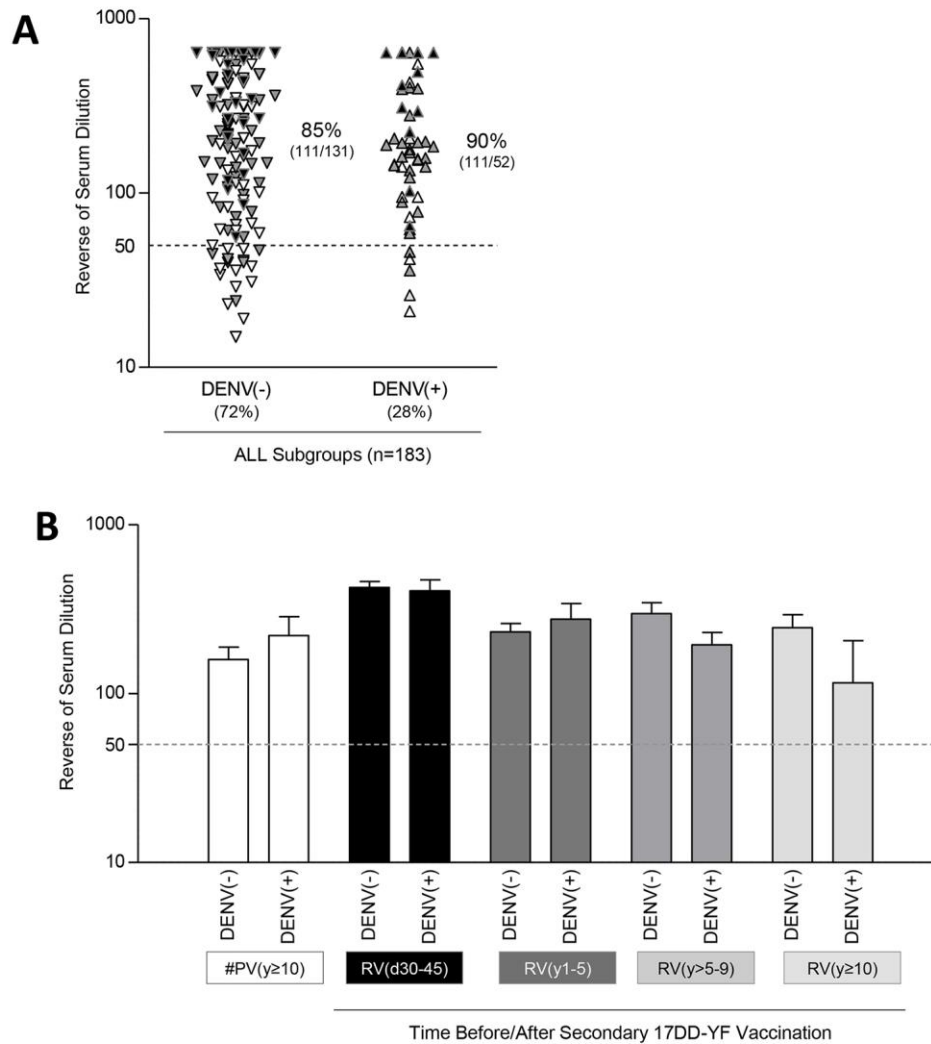 A
Reverse of Serum Dilution
1000
100
50
10
85%
(111/131)
90%
(111/52)
DENV(-)
DENV(+)
(72%)
(28%)
ALL Subgroups (n=183)
B
Reverse of Serum Dilution
1000
100
50
10
DENV(-)
DENV(+)
DENV(-)
DENV(+)
DENV(-)
DENV(+)
DENV(-)
DENV(+)
DENV(-)
DENV(+)
#PV(y≥10)
RV(d30-45)
RV(y1-5)
RV(y>5-9)
RV(y≥10)
Time Before/After Secondary 17DD-YF Vaccination